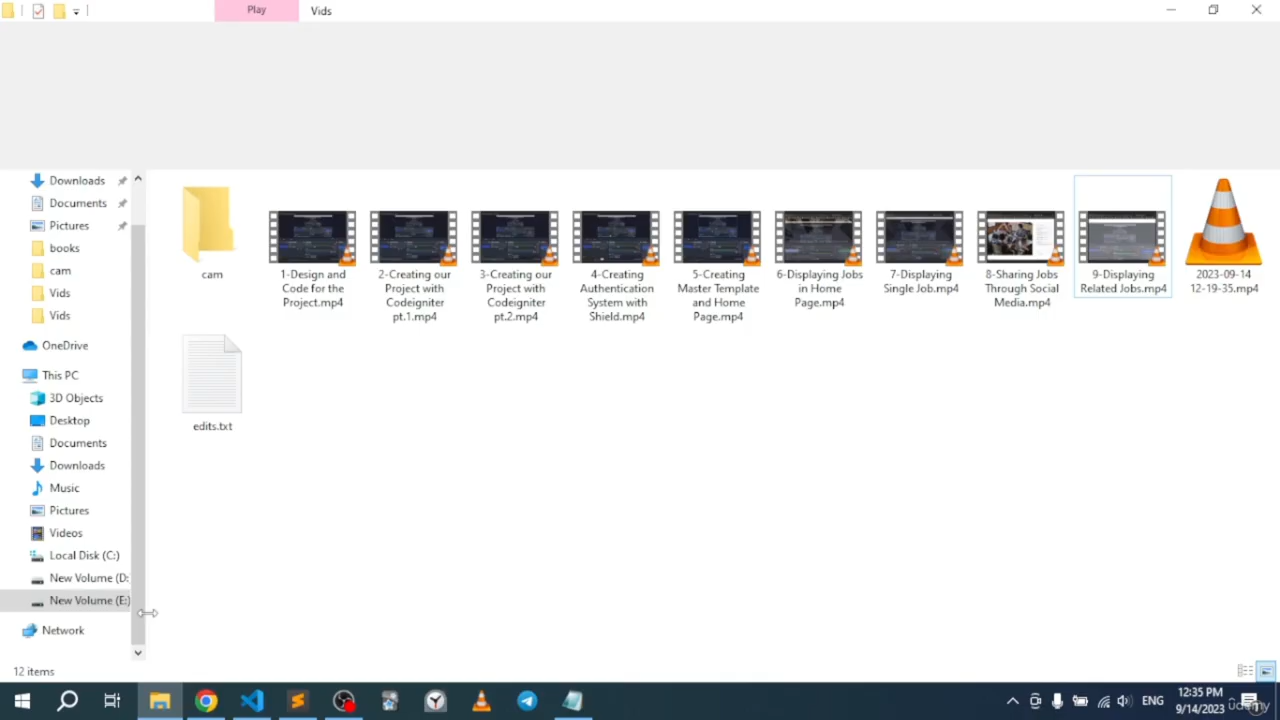 Play
Vids
Downloads
Documents
Pictures
books
cam
Vids
Vids
OneDrive
This PC
3D Objects
Desktop
Documents
Downloads
Music
Pictures
Videos
Local Disk (C:)
New Volume (D:
New Volume (E:)
Network
cam
1-Design and
Code for the
Project.mp4
2-Creating our
Project with
Codeigniter
pt.1.mp4
3-Creating our
Project with
Codeigniter
pt.2.mp4
4-Creating
Authentication
System with
Shield.mp4
5-Creating
Master Template
and Home
Page.mp4
6-Displaying Jobs
in Home
Page.mp4
7-Displaying
Single Job.mp4
8-Sharing Jobs
Through Social
Media.mp4
9-Displaying
Related Jobs.mp4
2023-09-14
12-19-35.mp4
edits.txt
12 items
ENG
12:35 PM
9/14/2023
udemy